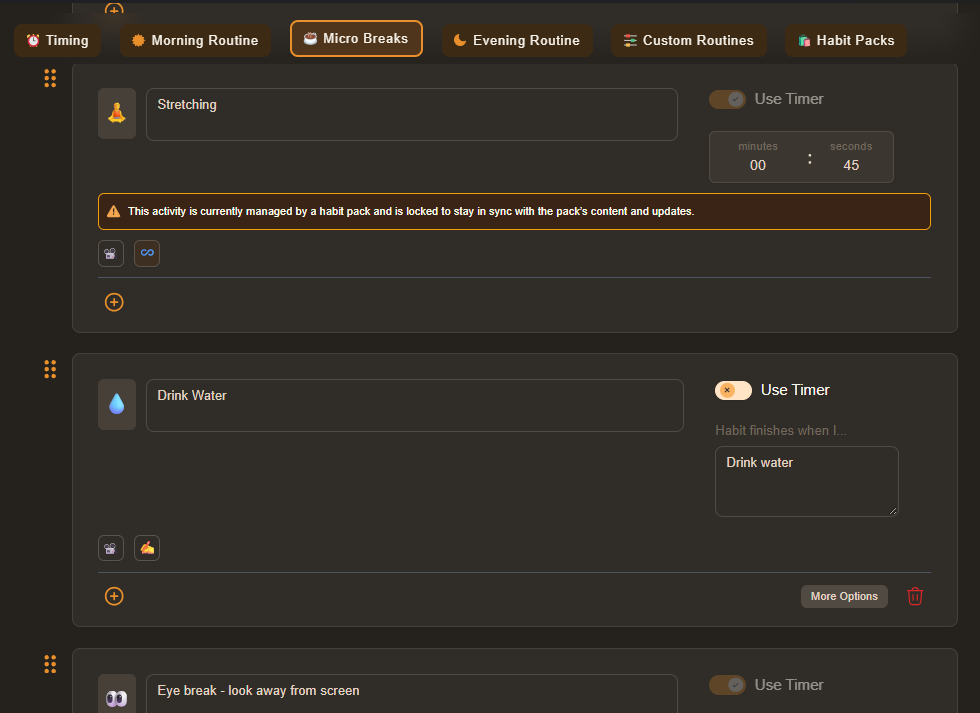 Timing
Morning Routine
Micro Breaks
Evening Routine
Custom Routines
Habit Packs
Stretching
Use Timer
minutes
seconds
00 : 45
This activity is currently managed by a habit pack and is locked to stay in sync with the pack's content and updates.
Drink Water
Use Timer
Habit finishes when I...
Drink water
More Options
Eye break - look away from screen
Use Timer